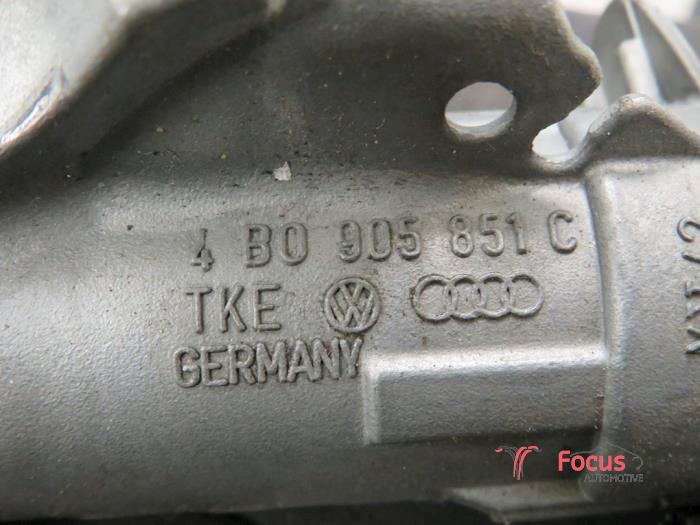 4 B0 905 851 C
TKE
GERMANY
Focus
AUTOMOTIVE